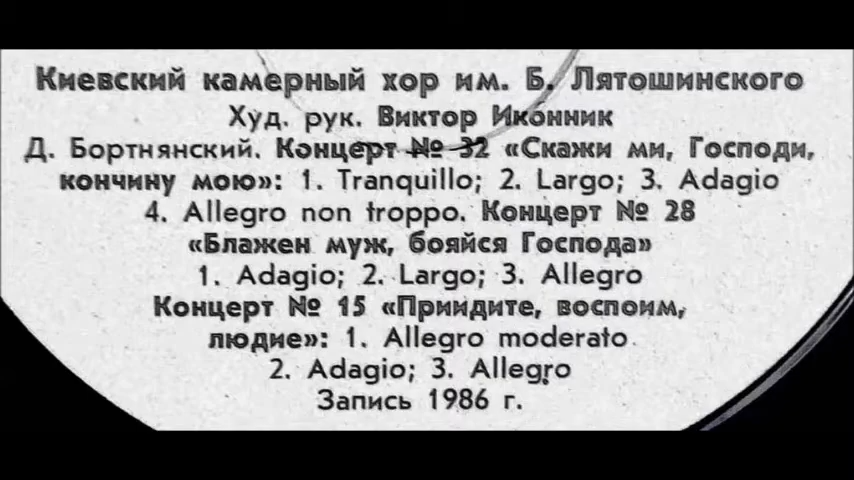 Киевский камерный хор им. Б. Лятошинского
Худ. рук. Виктор Иконник
Д. Бортнянский. Концерт № 32 «Скажи ми, Господи,
кончину мою»: 1. Tranquillo; 2. Largo; 3. Adagio
4. Allegro non troppo. Концерт № 28
«Блажен муж, бояйся Господа»
1. Adagio; 2. Largo; 3. Allegro
Концерт № 15 «Приидите, воспоим,
людие»: 1. Allegro moderato
2. Adagio; 3. Allegro
Запись 1986 г.